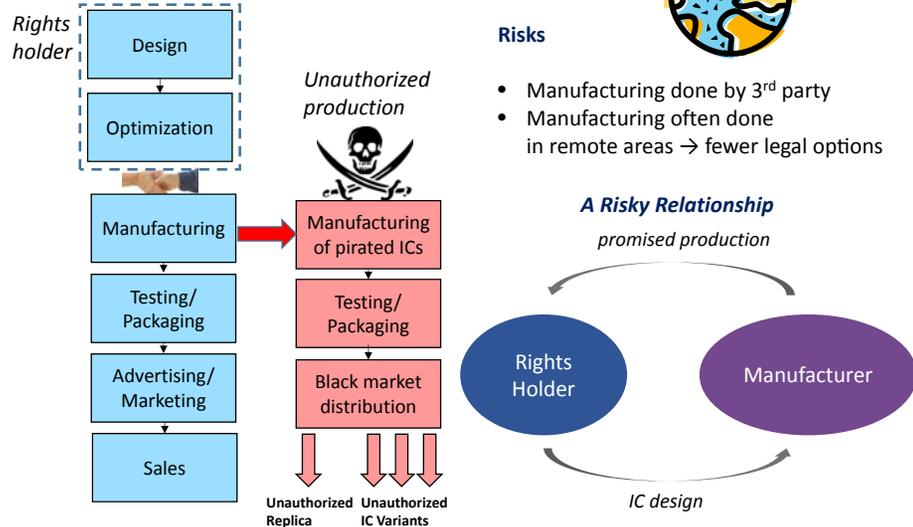 Rights
holder
Design
Optimization
Manufacturing
Testing/
Packaging
Advertising/
Marketing
Sales
Unauthorized
production
Manufacturing
of pirated ICs
Testing/
Packaging
Black market
distribution
Unauthorized
Replica
Unauthorized
IC Variants
Risks
• Manufacturing done by 3rd party
• Manufacturing often done
in remote areas → fewer legal options
A Risky Relationship
promised production
Rights
Holder
Manufacturer
IC design